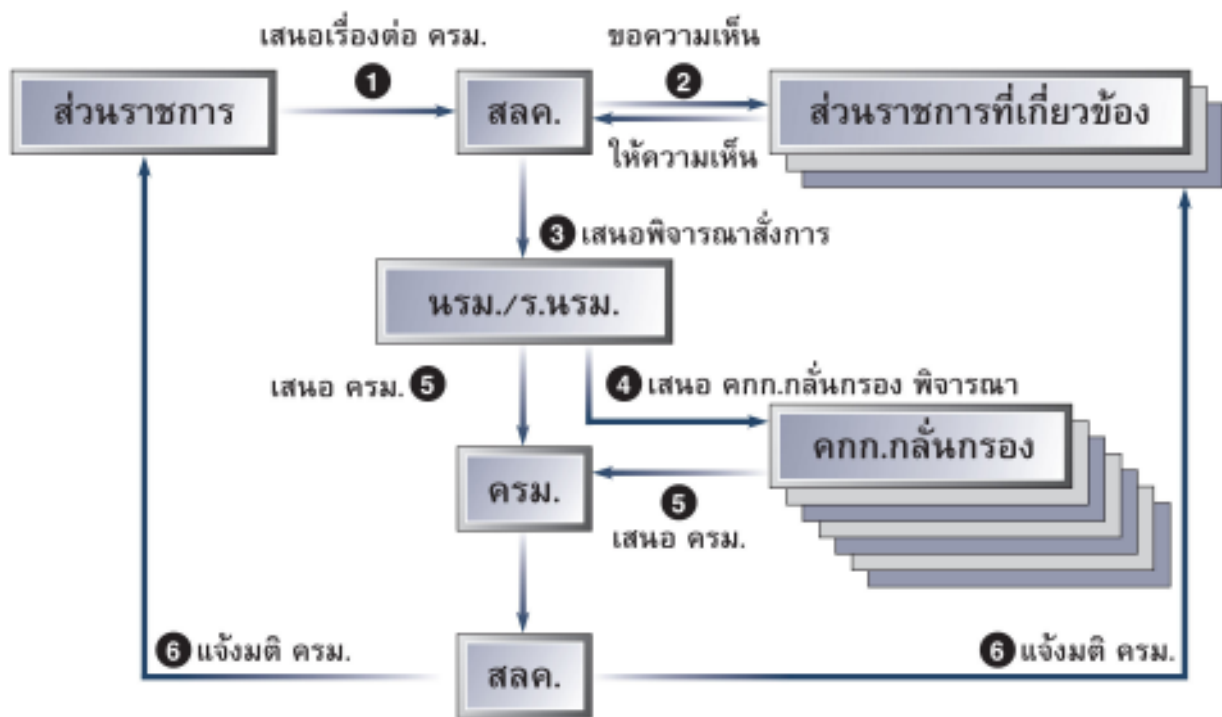 เสนอเรื่องต่อ ครม.
ขอความเห็น
1
2
ส่วนราชการ
สลค.
ส่วนราชการที่เกี่ยวข้อง
ให้ความเห็น
3 เสนอพิจารณาสั่งการ
นรม./ร.นรม.
เสนอ ครม. 5
4 เสนอ คกก.กลั่นกรอง พิจารณา
คกก.กลั่นกรอง
ครม.
5
เสนอ ครม.
6 แจ้งมติ ครม.
6 แจ้งมติ ครม.
สลค.